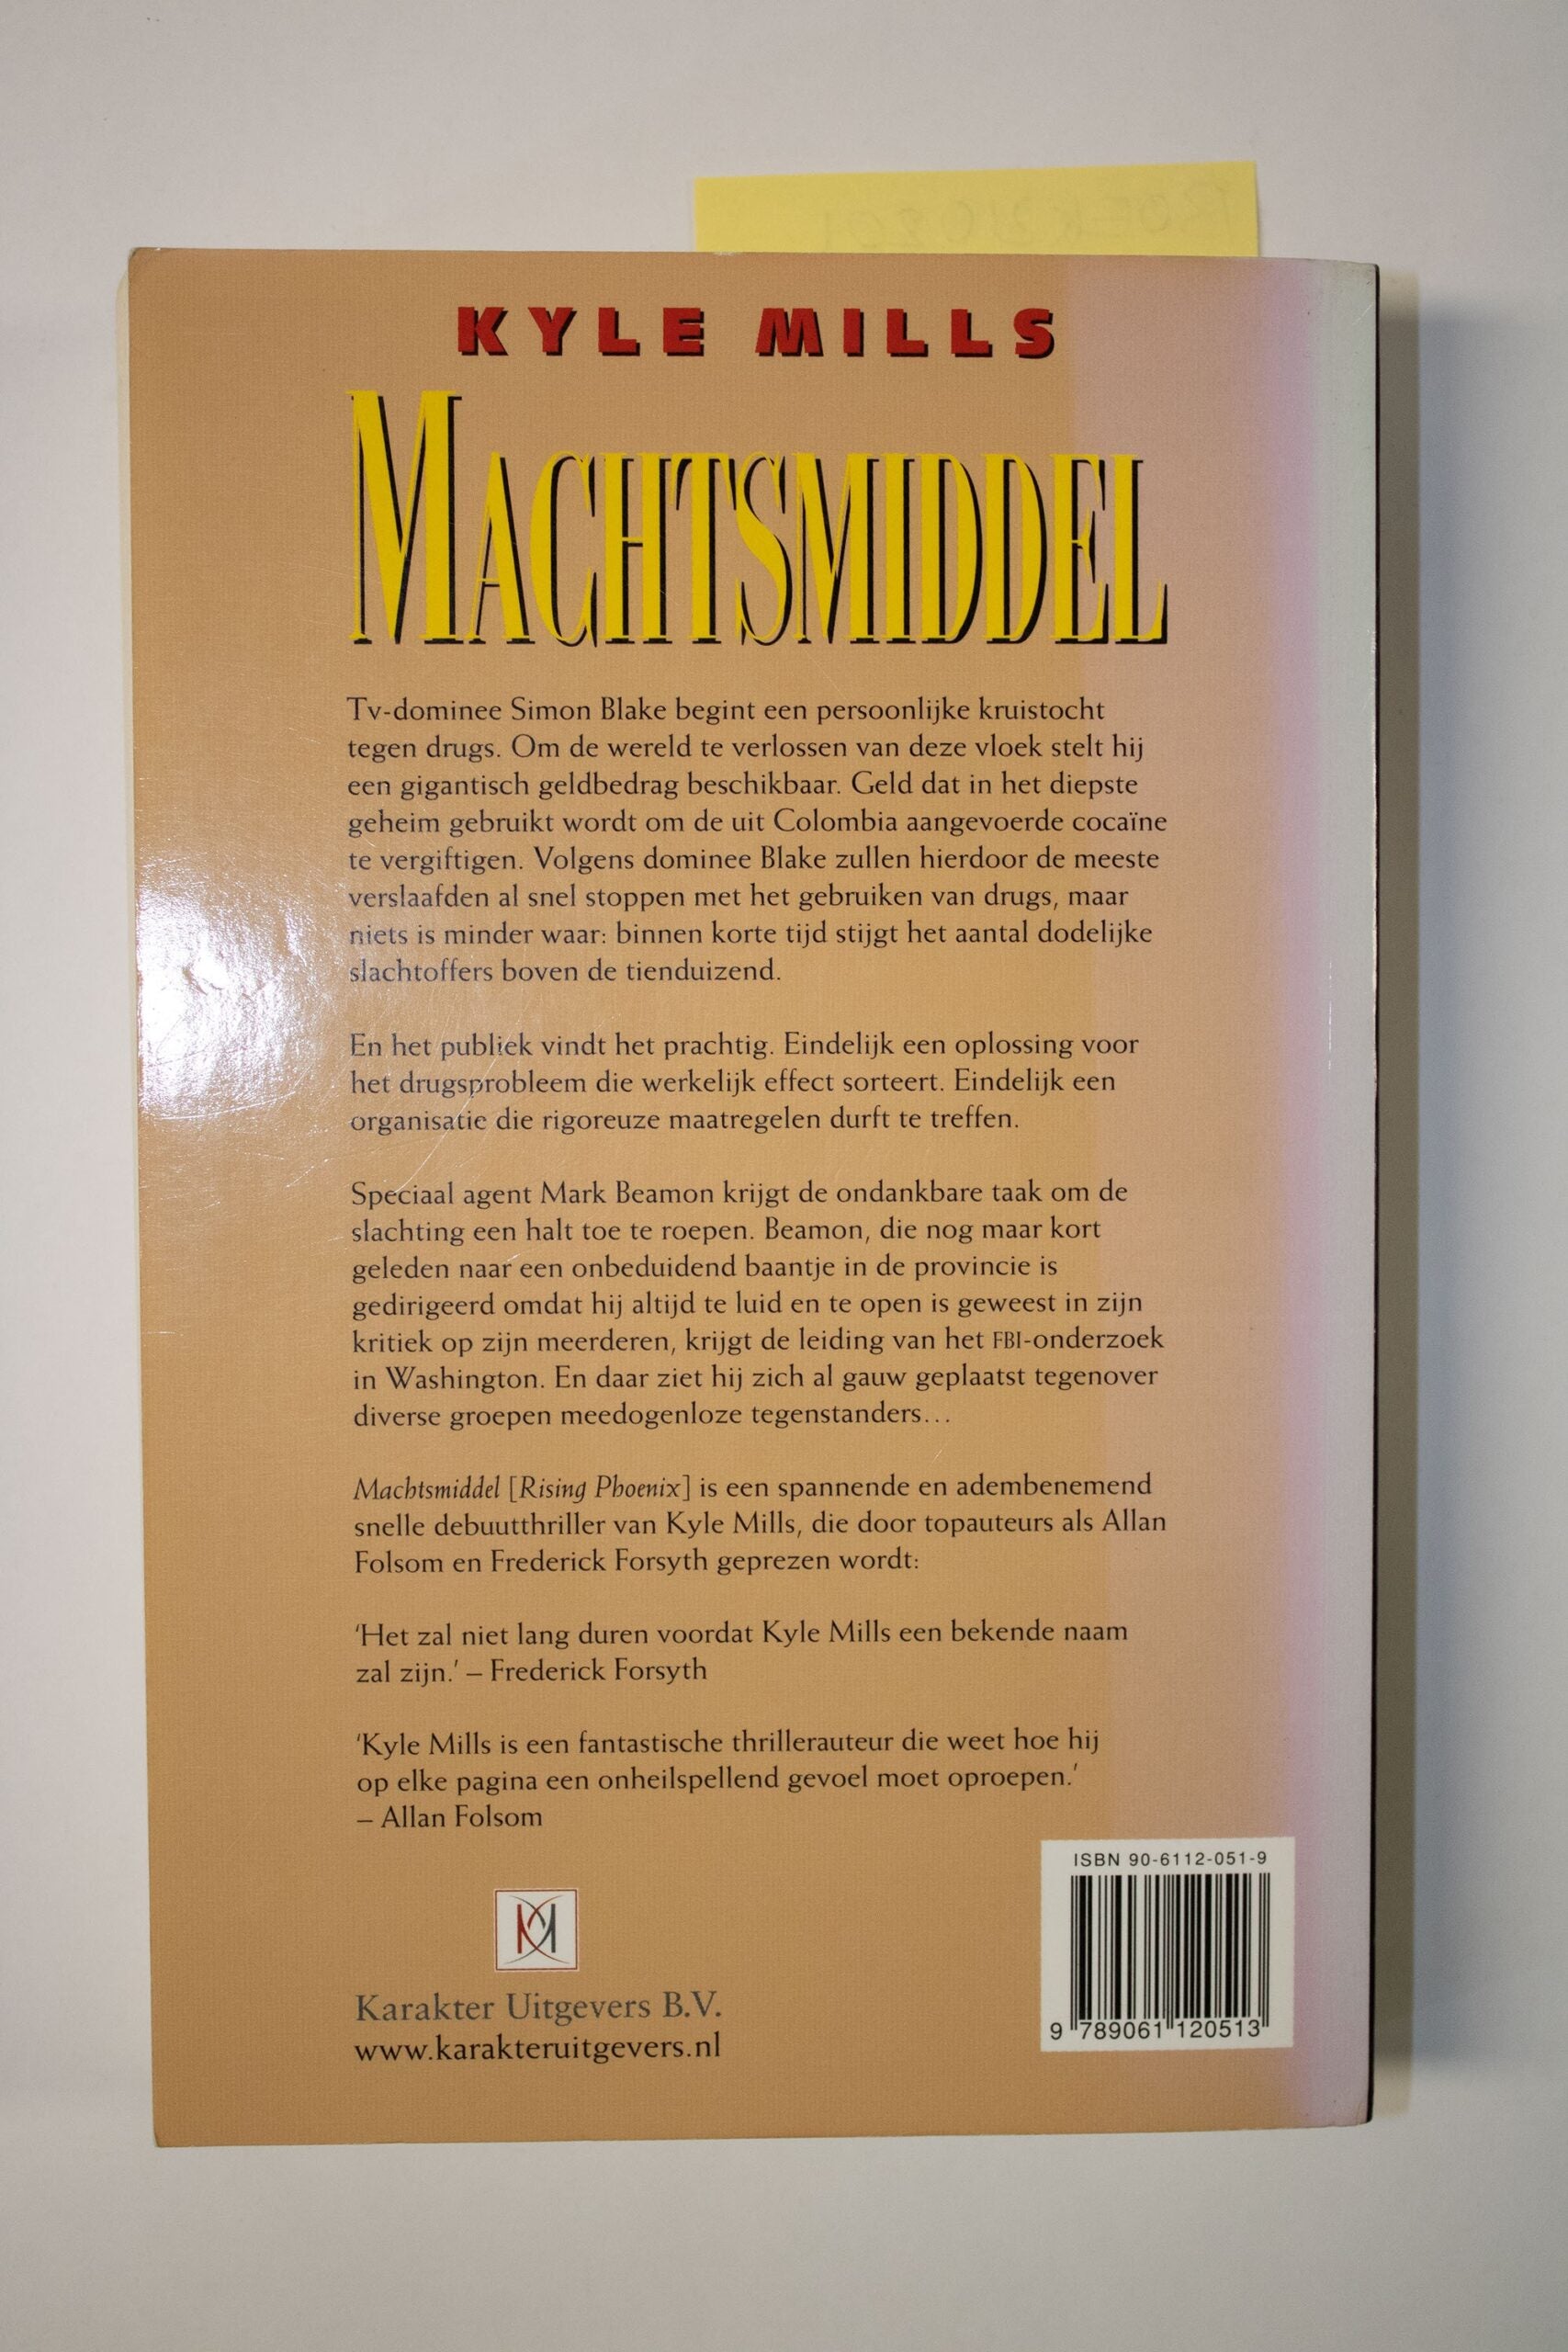 KYLE MILLS
MACHTSMIDDEL
Tv-dominee Simon Blake begint een persoonlijke kruistocht
tegen drugs. Om de wereld te verlossen van deze vloek stelt hij
een gigantisch geldbedrag beschikbaar. Geld dat in het diepste
geheim gebruikt wordt om de uit Colombia aangevoerde cocaïne
te vergiftigen. Volgens dominee Blake zullen hierdoor de meeste
verslaafden al snel stoppen met het gebruiken van drugs, maar
niets is minder waar: binnen korte tijd stijgt het aantal dodelijke
slachtoffers boven de tienduizend.
En het publiek vindt het prachtig. Eindelijk een oplossing voor
het drugsprobleem die werkelijk effect sorteert. Eindelijk een
organisatie die rigoreuze maatregelen durft te treffen.
Speciaal agent Mark Beamon krijgt de ondankbare taak om de
slachting een halt toe te roepen. Beamon, die nog maar kort
geleden naar een onbeduidend baantje in de provincie is
gedirigeerd omdat hij altijd te luid en te open is geweest in zijn
kritiek op zijn meerderen, krijgt de leiding van het FBI-onderzoek
in Washington. En daar ziet hij zich al gauw geplaatst tegenover
diverse groepen meedogenloze tegenstanders...
Machtsmiddel [Rising Phoenix] is een spannende en adembenemend
snelle debuutthriller van Kyle Mills, die door topauteurs als Allan
Folsom en Frederick Forsyth geprezen wordt:
‘Het zal niet lang duren voordat Kyle Mills een bekende naam
zal zijn.’ – Frederick Forsyth
‘Kyle Mills is een fantastische thrillerauteur die weet hoe hij
op elke pagina een onheilspellend gevoel moet oproepen.’
– Allan Folsom
ISBN 90-6112-051-9
9 789061 120513
Karakter Uitgevers B.V.
www.karakteruitgevers.nl